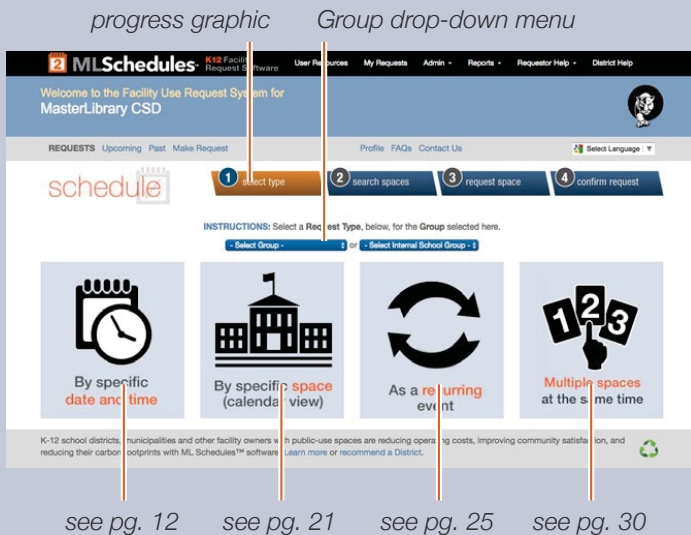 progress graphic Group drop-down menu
2 MLSchedules™ K12 Facility Request Software User Resources My Requests Admin Reports Requestor Help District Help
Welcome to the Facility Use Request System for
MasterLibrary CSD
REQUESTS Upcoming Past Make Request Profile FAQs Contact Us Select Language
schedule 1 select type 2 search spaces 3 request space 4 confirm request
INSTRUCTIONS: Select a Request Type, below, for the Group selected here.
- Select Group - or - Select Internal School Group -
By specific
date and time
By specific space
(calendar view)
As a recurring
event
1 2 3
Multiple spaces
at the same time
K-12 school districts, municipalities and other facility owners with public-use spaces are reducing operating costs, improving community satisfaction, and
reducing their carbon footprints with ML Schedules™ software. Learn more or recommend a District.
see pg. 12 see pg. 21 see pg. 25 see pg. 30